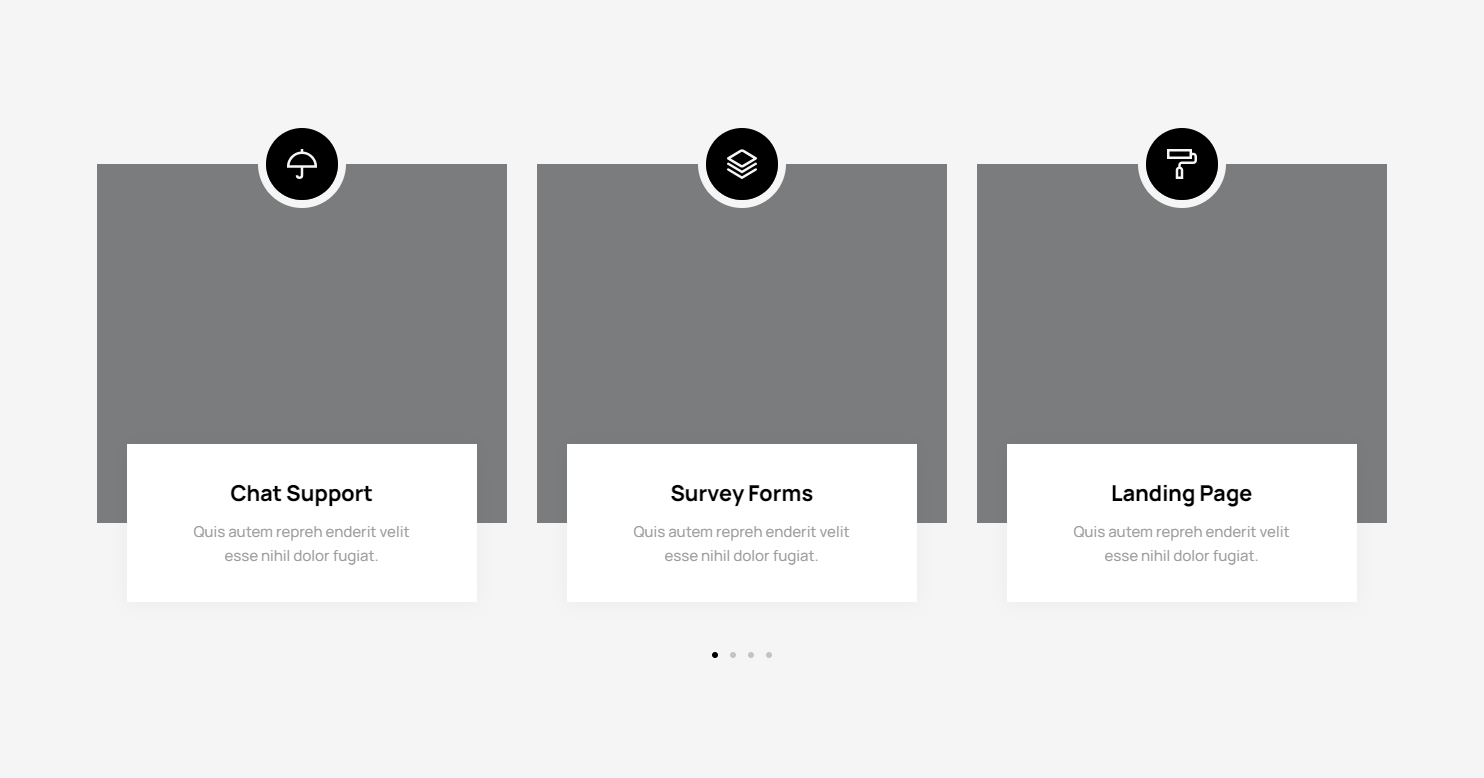 Chat Support
Quis autem repreh enderit velit
esse nihil dolor fugiat.
Survey Forms
Quis autem repreh enderit velit
esse nihil dolor fugiat.
Landing Page
Quis autem repreh enderit velit
esse nihil dolor fugiat.